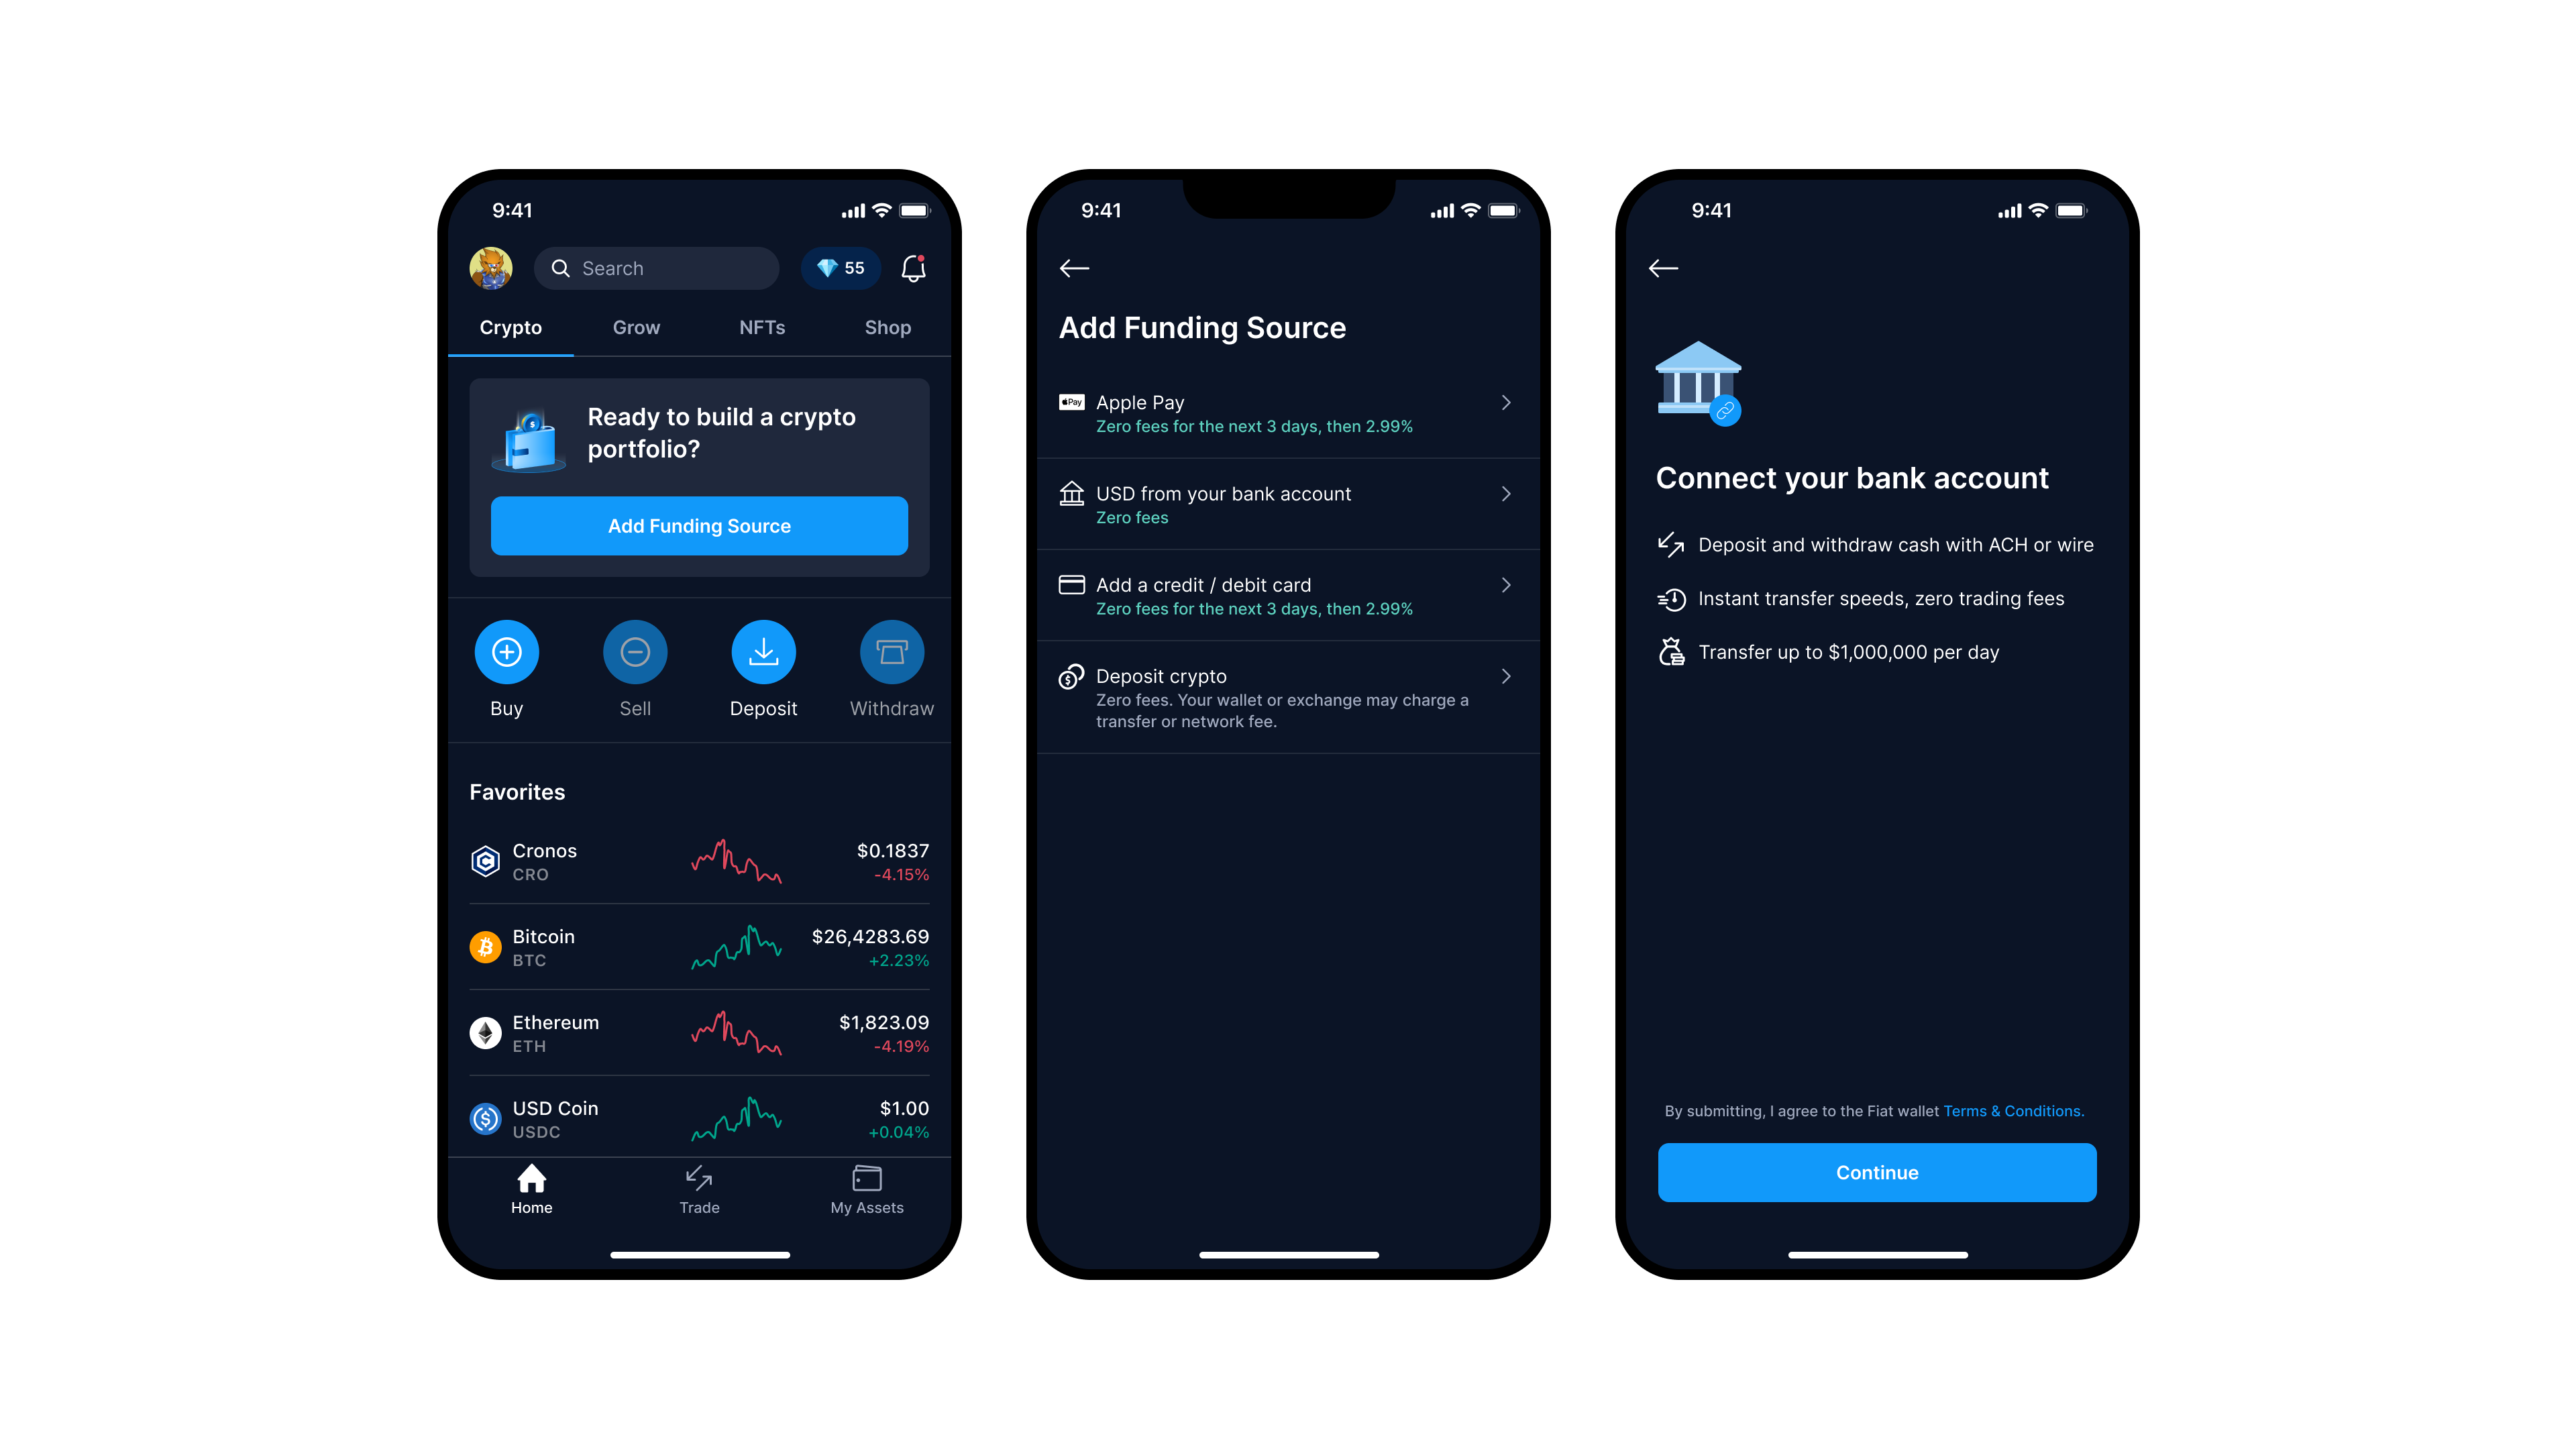 9:41
Search
55
Crypto
Grow
NFTs
Shop
Ready to build a crypto
portfolio?
Add Funding Source
Buy
Sell
Deposit
Withdraw
Favorites
Cronos
$0.1837
CRO
-4.15%
Bitcoin
$26,4283.69
BTC
+2.23%
Ethereum
$1,823.09
ETH
-4.19%
USD Coin
$1.00
USDC
+0.04%
Home
Trade
My Assets
9:41
Add Funding Source
Pay
Apple Pay
Zero fees for the next 3 days, then 2.99%
USD from your bank account
Zero fees
Add a credit / debit card
Zero fees for the next 3 days, then 2.99%
Deposit crypto
Zero fees. Your wallet or exchange may charge a
transfer or network fee.
9:41
Connect your bank account
Deposit and withdraw cash with ACH or wire
Instant transfer speeds, zero trading fees
Transfer up to $1,000,000 per day
By submitting, I agree to the Fiat wallet Terms & Conditions.
Continue